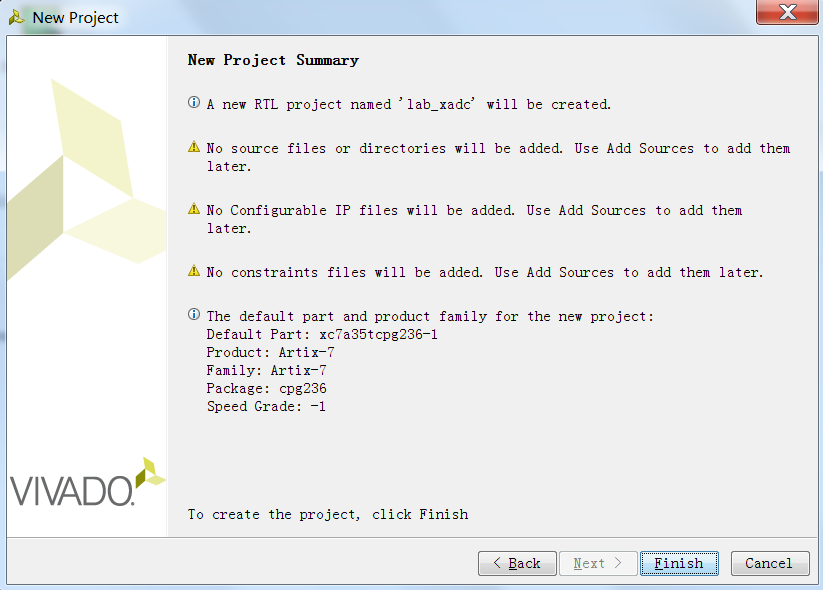 New Project
New Project Summary
A new RTL project named 'lab_xadc' will be created.
No source files or directories will be added. Use Add Sources to add them
later.
No Configurable IP files will be added. Use Add Sources to add them
later.
No constraints files will be added. Use Add Sources to add them later.
The default part and product family for the new project:
Default Part: xc7a35tcpg236-1
Product: Artix-7
Family: Artix-7
Package: cpg236
Speed Grade: -1
VIVADO.
To create the project, click Finish
< Back Next > Finish Cancel